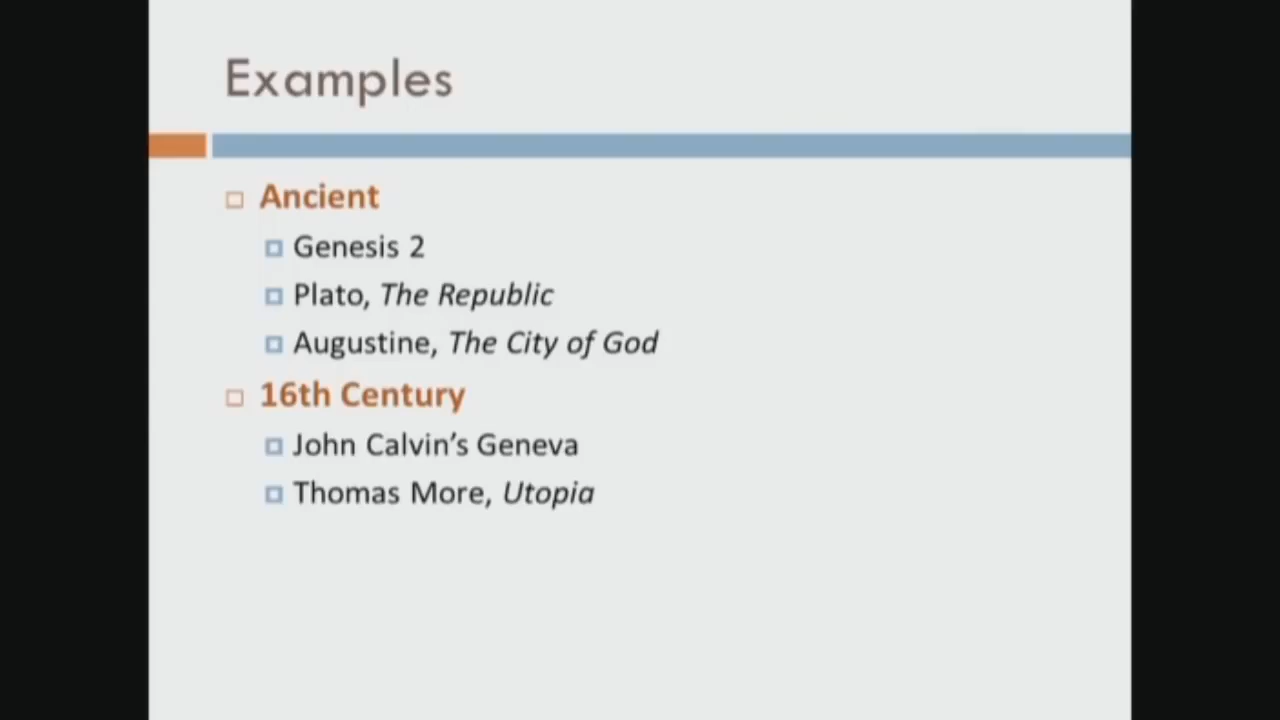 Examples
Ancient
Genesis 2
Plato, The Republic
Augustine, The City of God
16th Century
John Calvin’s Geneva
Thomas More, Utopia